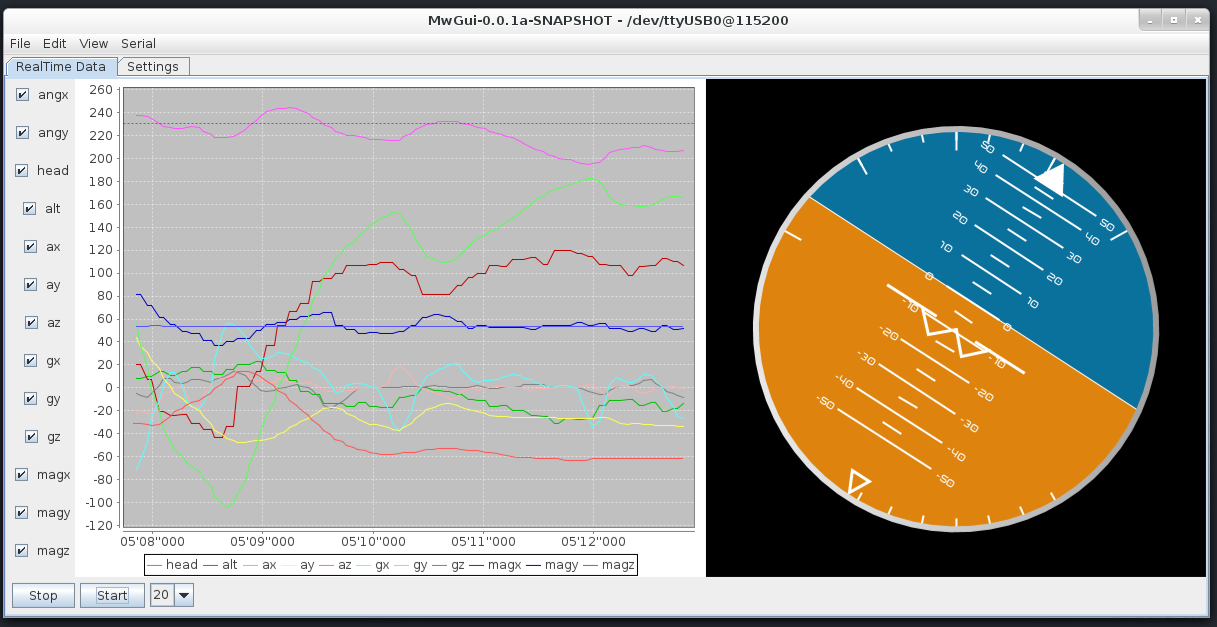 MwGui-0.0.1a-SNAPSHOT - /dev/ttyUSB0@115200
File Edit View Serial
RealTime Data Settings
angx
angy
head
alt
ax
ay
az
gx
gy
gz
magx
magy
magz
260
240
220
200
180
160
140
120
100
80
60
40
20
0
-20
-40
-60
-80
-100
-120
05'08"000 05'09"000 05'10"000 05'11"000 05'12"000
head alt ax ay az gx gy gz magx magy magz
50 50
40 40
30 30
20 20
10 10
0 0
-10 -10
-20 -20
-30 -30
-40 -40
-50 -50
Stop Start 20